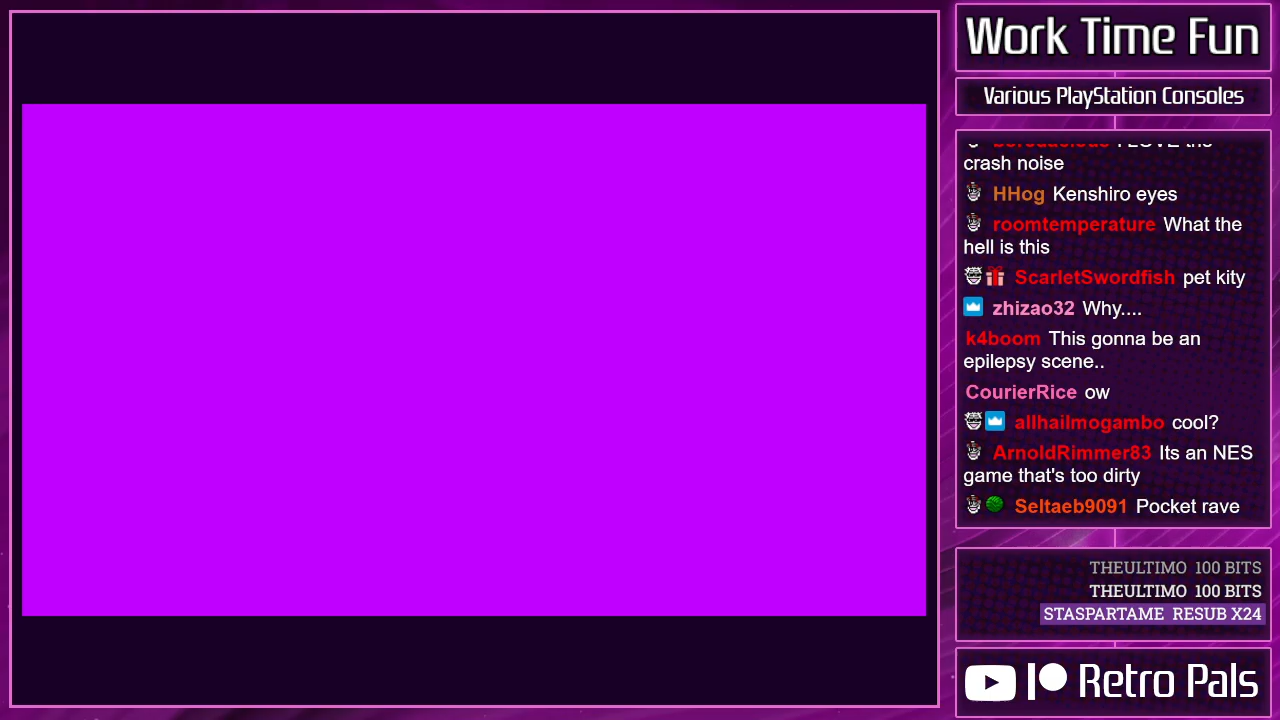 Work Time Fun
Various PlayStation Consoles
crash noise
HHog Kenshiro eyes
roomtemperature What the
hell is this
ScarletSwordfish pet kity
zhizao32 Why....
k4boom This gonna be an
epilepsy scene..
CourierRice ow
allhailmogambo cool?
ArnoldRimmer83 Its an NES
game that's too dirty
Seltaeb9091 Pocket rave
THEULTIMO 100 BITS
THEULTIMO 100 BITS
STASPARTAME RESUB X24
Retro Pals